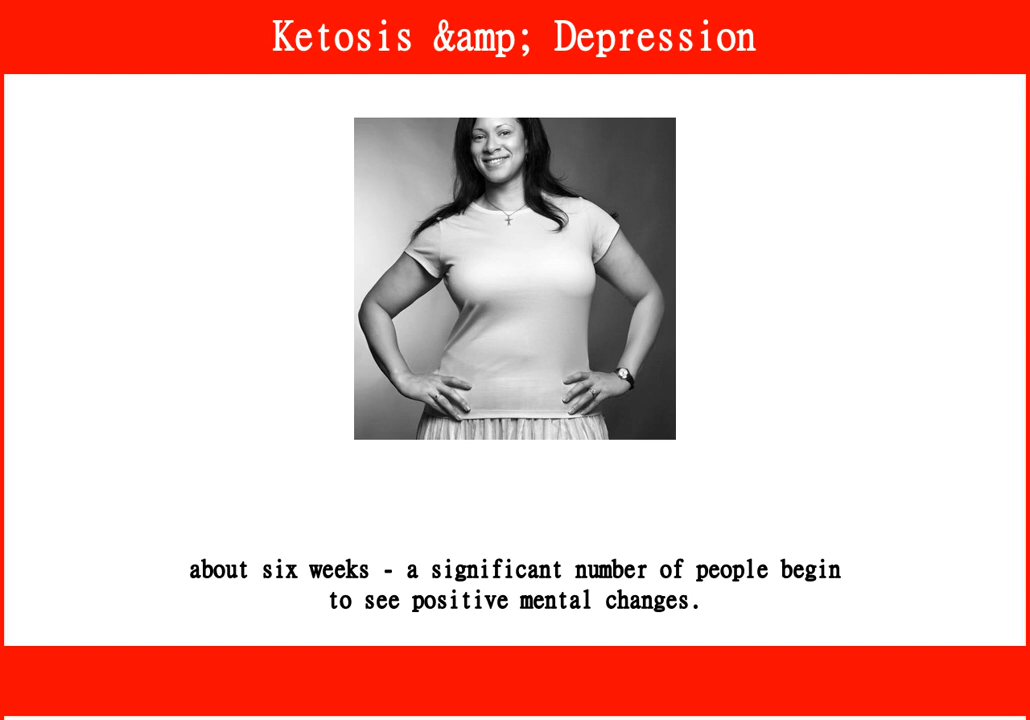 Ketosis &amp; Depression
about six weeks - a significant number of people begin
to see positive mental changes.